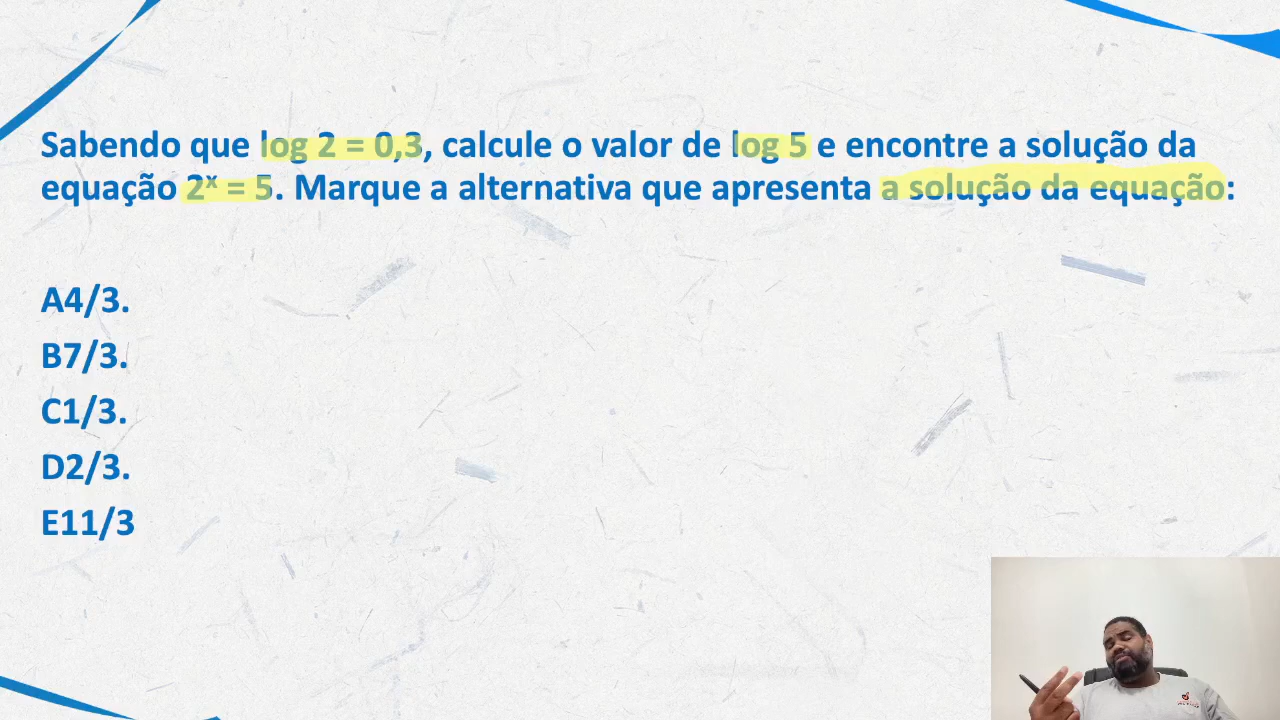 Sabendo que log 2 = 0,3, calcule o valor de log 5 e encontre a solução da
equação 2ˣ = 5. Marque a alternativa que apresenta a solução da equação:
A4/3.
B7/3.
C1/3.
D2/3.
E11/3